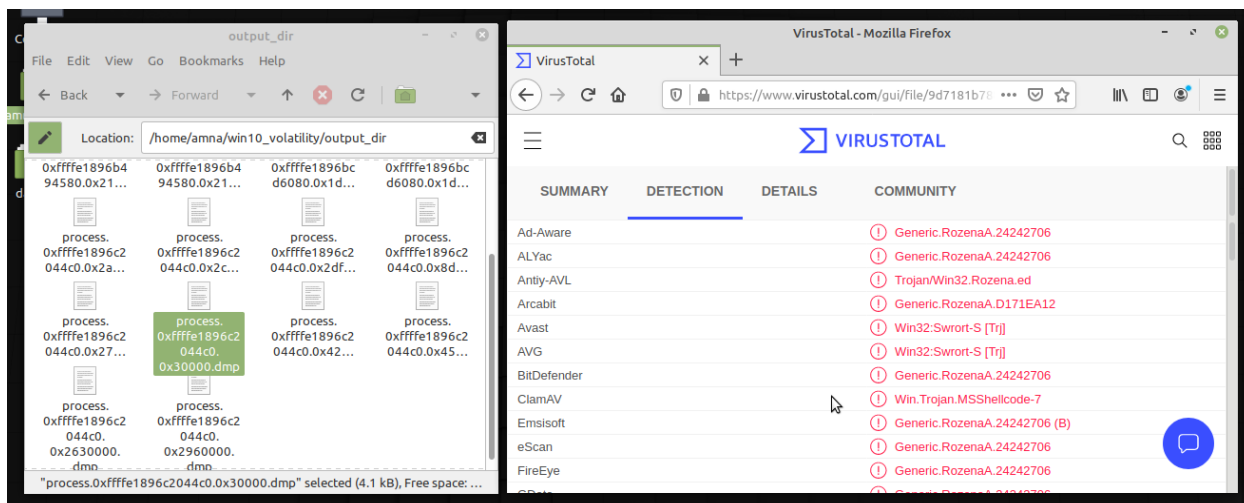 output_dir
File Edit View Go Bookmarks Help
Back Forward
Location: /home/amna/win10_volatility/output_dir
0xffffe1896b4 0xffffe1896b4 0xffffe1896bc 0xffffe1896bc
94580.0x21... 94580.0x21... d6080.0x1d... d6080.0x1d...
process. process. process. process.
0xffffe1896c2 0xffffe1896c2 0xffffe1896c2 0xffffe1896c2
044c0.0x2a... 044c0.0x2c... 044c0.0x2df... 044c0.0x8d...
process. process. process. process.
0xffffe1896c2 0xffffe1896c2 0xffffe1896c2 0xffffe1896c2
044c0.0x27... 044c0. 044c0.0x42... 044c0.0x45...
0x30000.dmp
process. process.
0xffffe1896c2 0xffffe1896c2
044c0. 044c0.
0x2630000. 0x2960000.
dmp dmp
"process.0xffffe1896c2044c0.0x30000.dmp" selected (4.1 kB), Free space: ...
VirusTotal - Mozilla Firefox
VirusTotal
https://www.virustotal.com/gui/file/9d7181b78
VIRUSTOTAL
SUMMARY DETECTION DETAILS COMMUNITY
Ad-Aware Generic.RozenaA.24242706
ALYac Generic.RozenaA.24242706
Antiy-AVL Trojan/Win32.Rozena.ed
Arcabit Generic.RozenaA.D171EA12
Avast Win32:Swrort-S [Trj]
AVG Win32:Swrort-S [Trj]
BitDefender Generic.RozenaA.24242706
ClamAV Win.Trojan.MSShellcode-7
Emsisoft Generic.RozenaA.24242706 (B)
eScan Generic.RozenaA.24242706
FireEye Generic.RozenaA.24242706